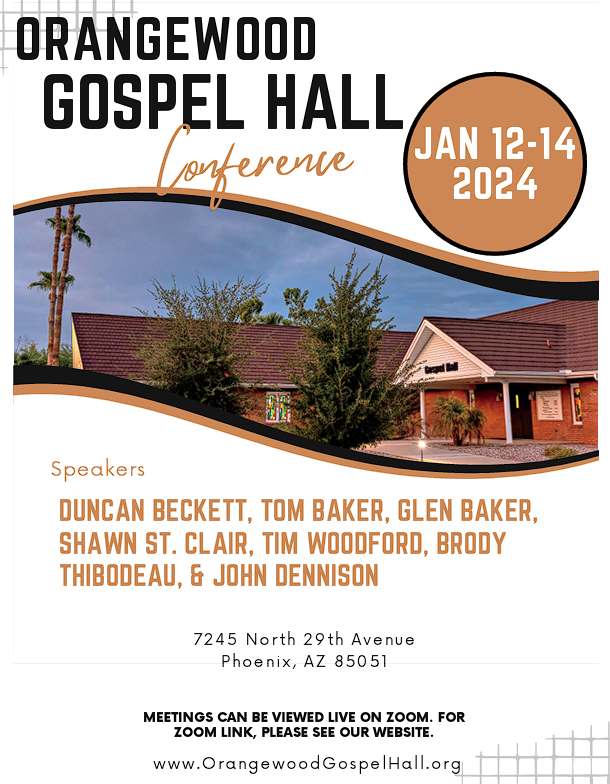 ORANGEWOOD
GOSPEL HALL
Conference
JAN 12-14
2024
Gospel Hall
Speakers
DUNCAN BECKETT, TOM BAKER, GLEN BAKER,
SHAWN ST. CLAIR, TIM WOODFORD, BRODY
THIBODEAU, & JOHN DENNISON
7245 North 29th Avenue
Phoenix, AZ 85051
MEETINGS CAN BE VIEWED LIVE ON ZOOM. FOR
ZOOM LINK, PLEASE SEE OUR WEBSITE.
www.OrangewoodGospelHall.org